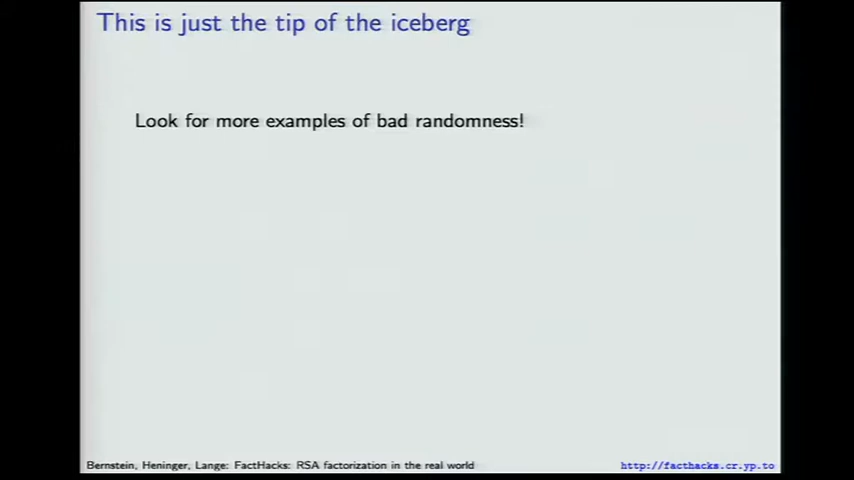 This is just the tip of the iceberg
Look for more examples of bad randomness!
Bernstein, Heninger, Lange: FactHacks: RSA factorization in the real world
http://facthacks.cr.yp.to